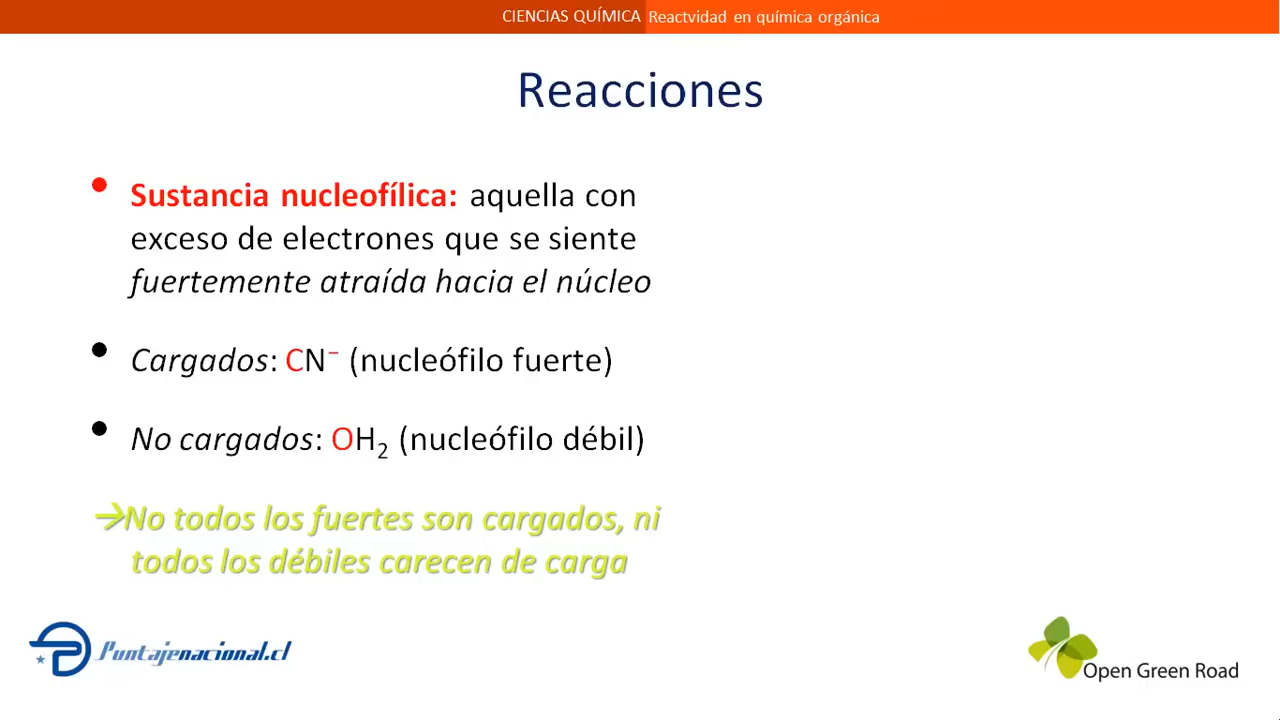 CIENCIAS QUÍMICA Reactvidad en química orgánica
Reacciones
• Sustancia nucleofílica: aquella con
exceso de electrones que se siente
fuertemente atraída hacia el núcleo
• Cargados: CN⁻ (nucleófilo fuerte)
• No cargados: OH₂ (nucleófilo débil)
→No todos los fuertes son cargados, ni
todos los débiles carecen de carga
Puntajenacional.cl
Open Green Road